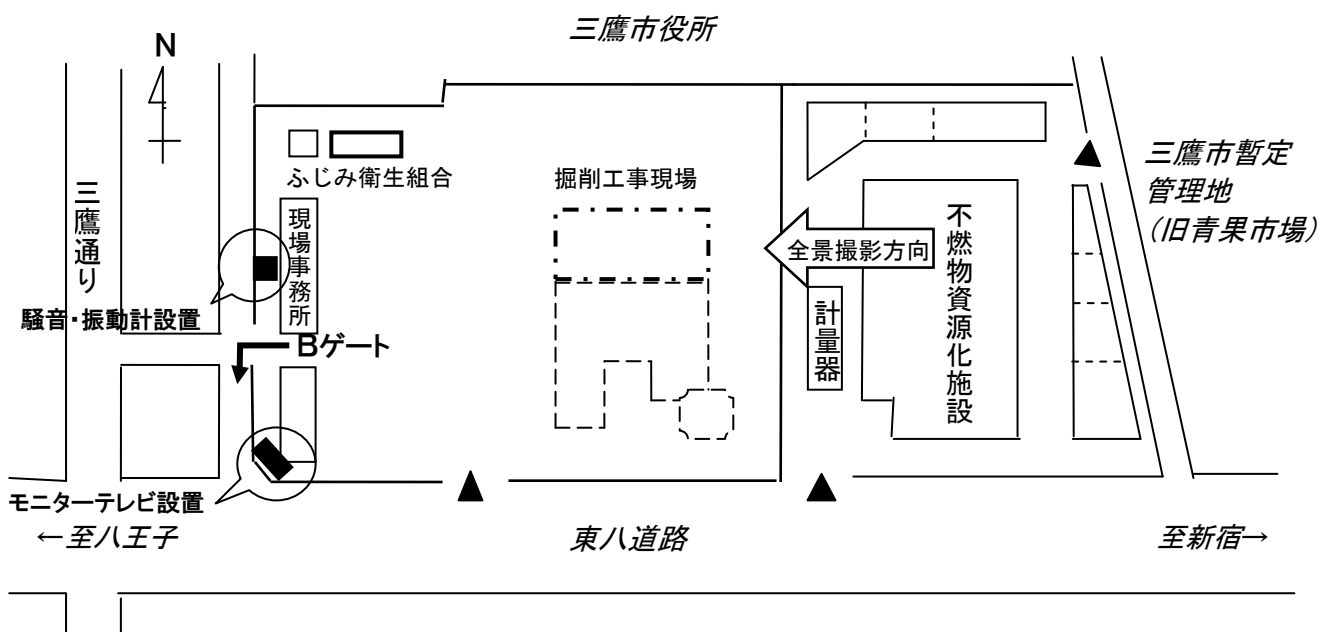 三鷹市役所
N
三鷹通り
ふじみ衛生組合
現場事務所
掘削工事現場
全景撮影方向
計量器
不燃物資源化施設
三鷹市暫定
管理地
（旧青果市場）
騒音・振動計設置
Bゲート
モニターテレビ設置
←至八王子
東八道路
至新宿→